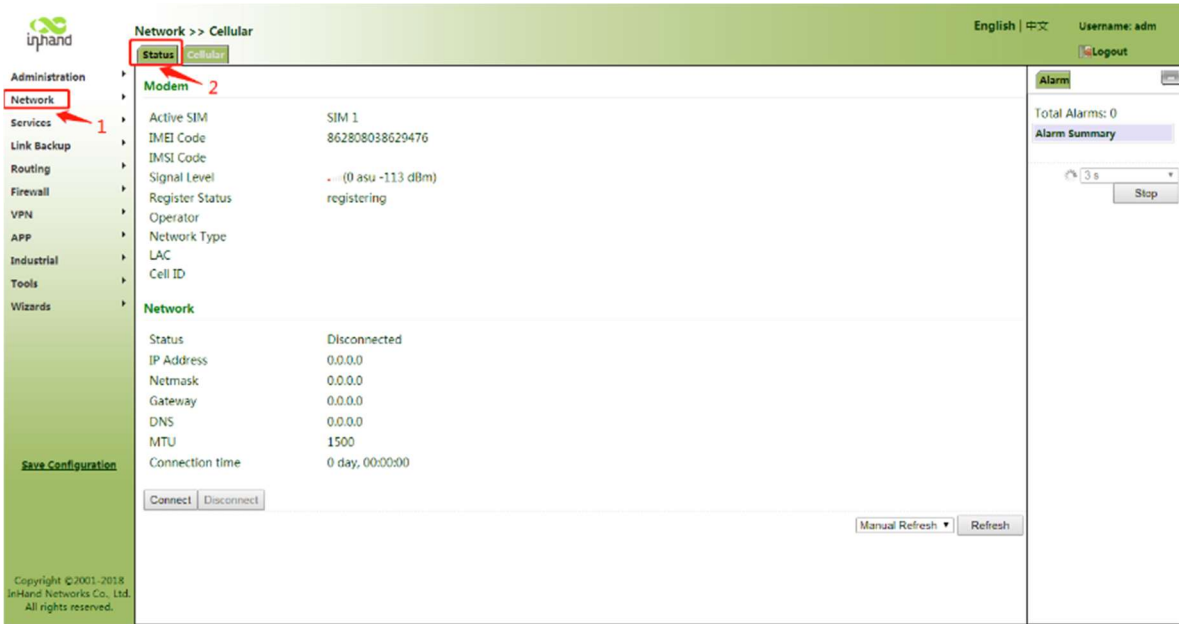 inhand
Network >> Cellular
English | 中文 Username: adm
Logout
Status Cellular
2
Administration
Network
1
Services
Link Backup
Routing
Firewall
VPN
APP
Industrial
Tools
Wizards
Save Configuration
Copyright ©2001-2018
InHand Networks Co., Ltd.
All rights reserved.
Modem
Active SIM SIM 1
IMEI Code 862808038629476
IMSI Code
Signal Level (0 asu -113 dBm)
Register Status registering
Operator
Network Type
LAC
Cell ID
Network
Status Disconnected
IP Address 0.0.0.0
Netmask 0.0.0.0
Gateway 0.0.0.0
DNS 0.0.0.0
MTU 1500
Connection time 0 day, 00:00:00
Connect Disconnect
Manual Refresh Refresh
Alarm
Total Alarms: 0
Alarm Summary
3 s
Stop